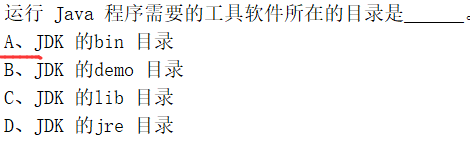 运行 Java 程序需要的工具软件所在的目录是______。
A、JDK 的bin 目录
B、JDK 的demo 目录
C、JDK 的lib 目录
D、JDK 的jre 目录